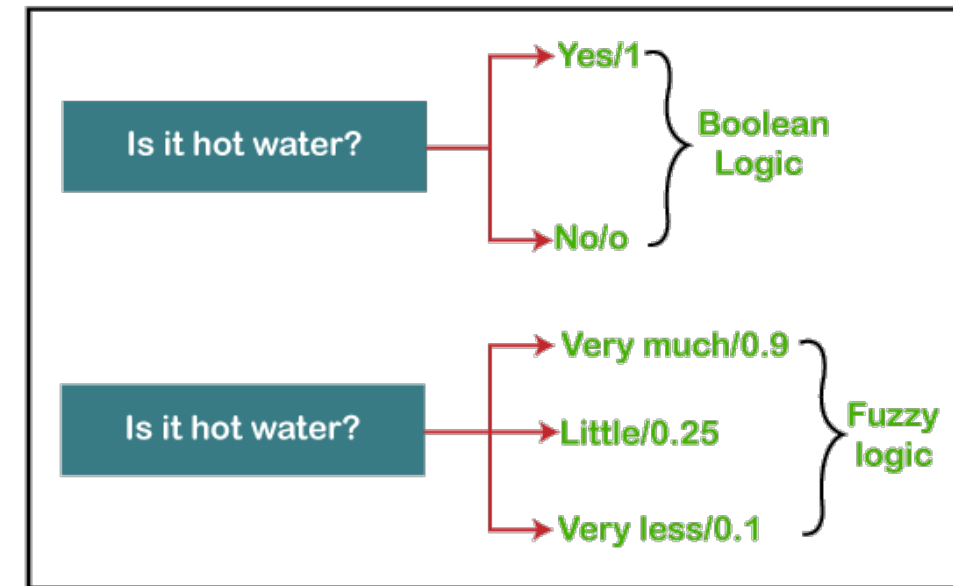 Yes/1
Is it hot water?
Boolean
Logic
No/o
Very much/0.9
Is it hot water?
Little/0.25
Fuzzy
logic
Very less/0.1